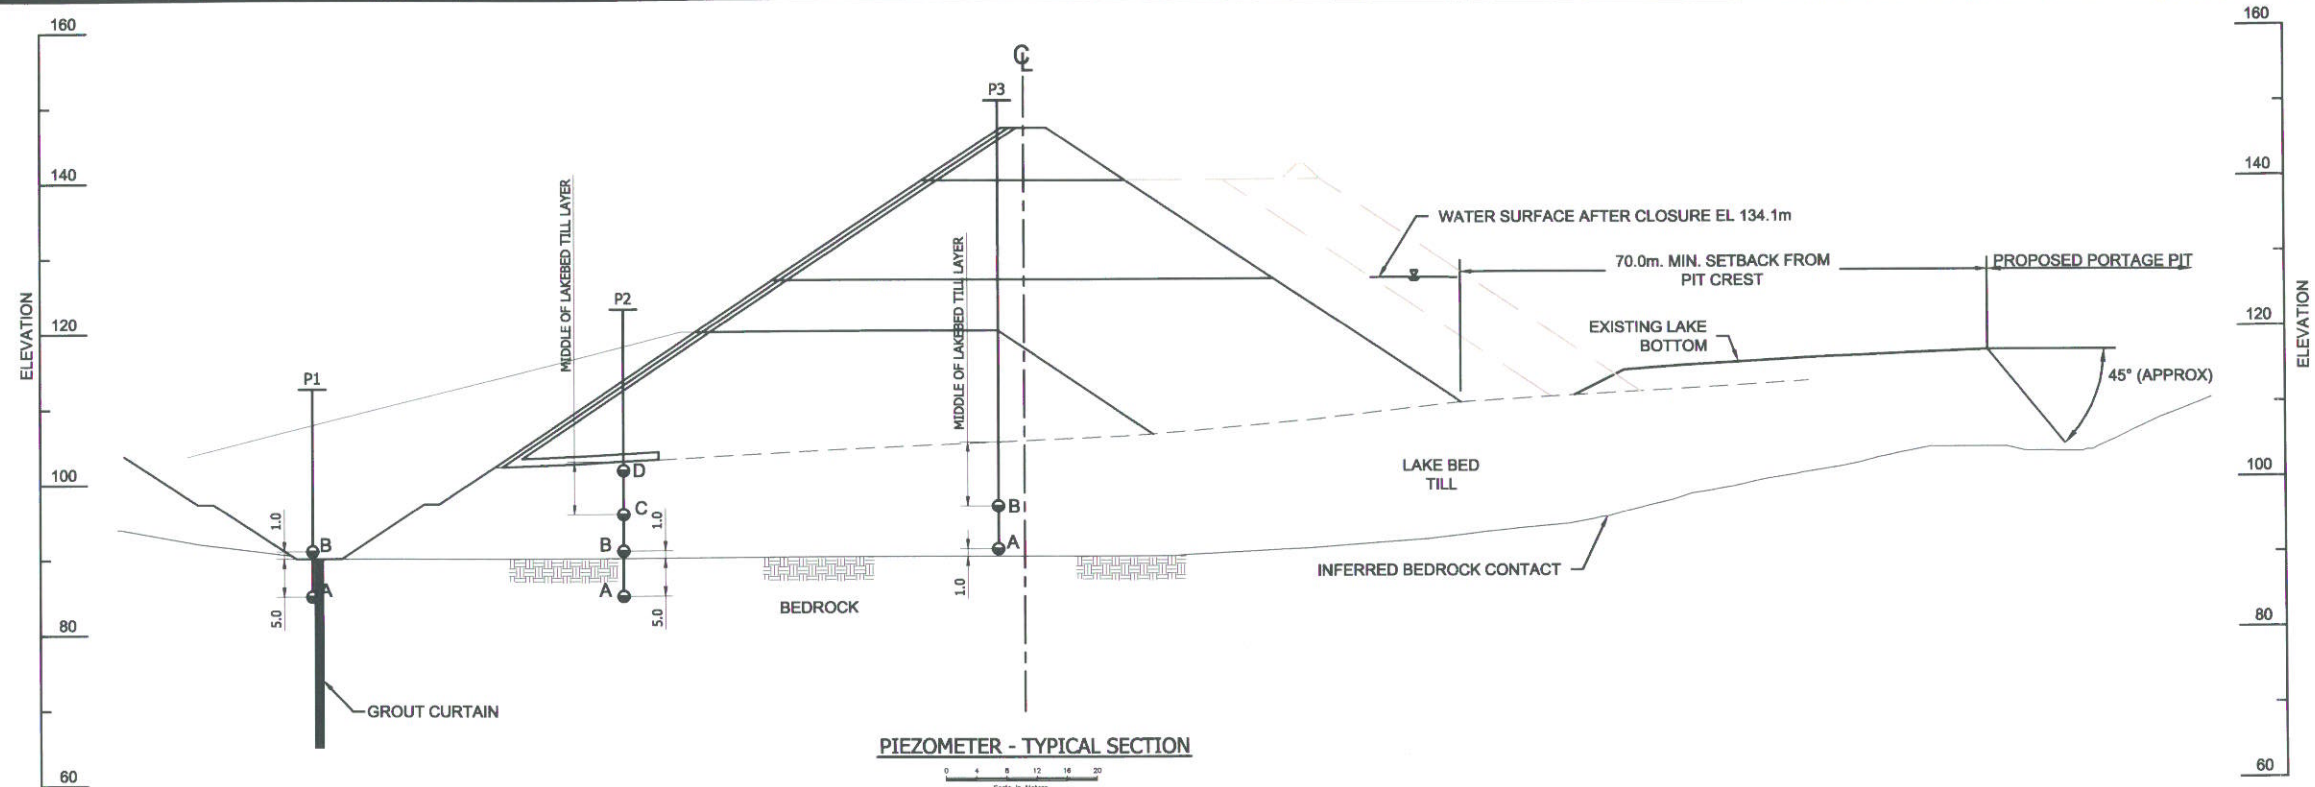 160
160
℄
P3
140
140
MIDDLE OF LAKEBED TILL LAYER
WATER SURFACE AFTER CLOSURE EL 134.1m
MIDDLE OF LAKEBED TILL LAYER
70.0m. MIN. SETBACK FROM
PIT CREST
PROPOSED PORTAGE PIT
P2
ELEVATION
ELEVATION
120
120
EXISTING LAKE
BOTTOM
P1
45° (APPROX)
100
100
D
LAKE BED
TILL
C
B
1.0
B
B
1.0
A
A
5.0
A
5.0
1.0
INFERRED BEDROCK CONTACT
BEDROCK
80
80
GROUT CURTAIN
PIEZOMETER - TYPICAL SECTION
0 4 8 12 16 20
Scale in Meters
60
60